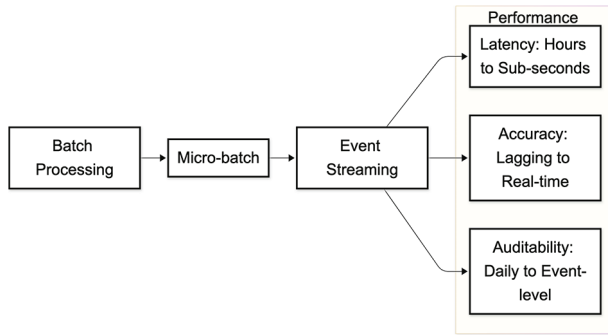 Batch
Processing
Micro-batch
Event
Streaming
Performance
Latency: Hours
to Sub-seconds
Accuracy:
Lagging to
Real-time
Auditability:
Daily to Event-
level